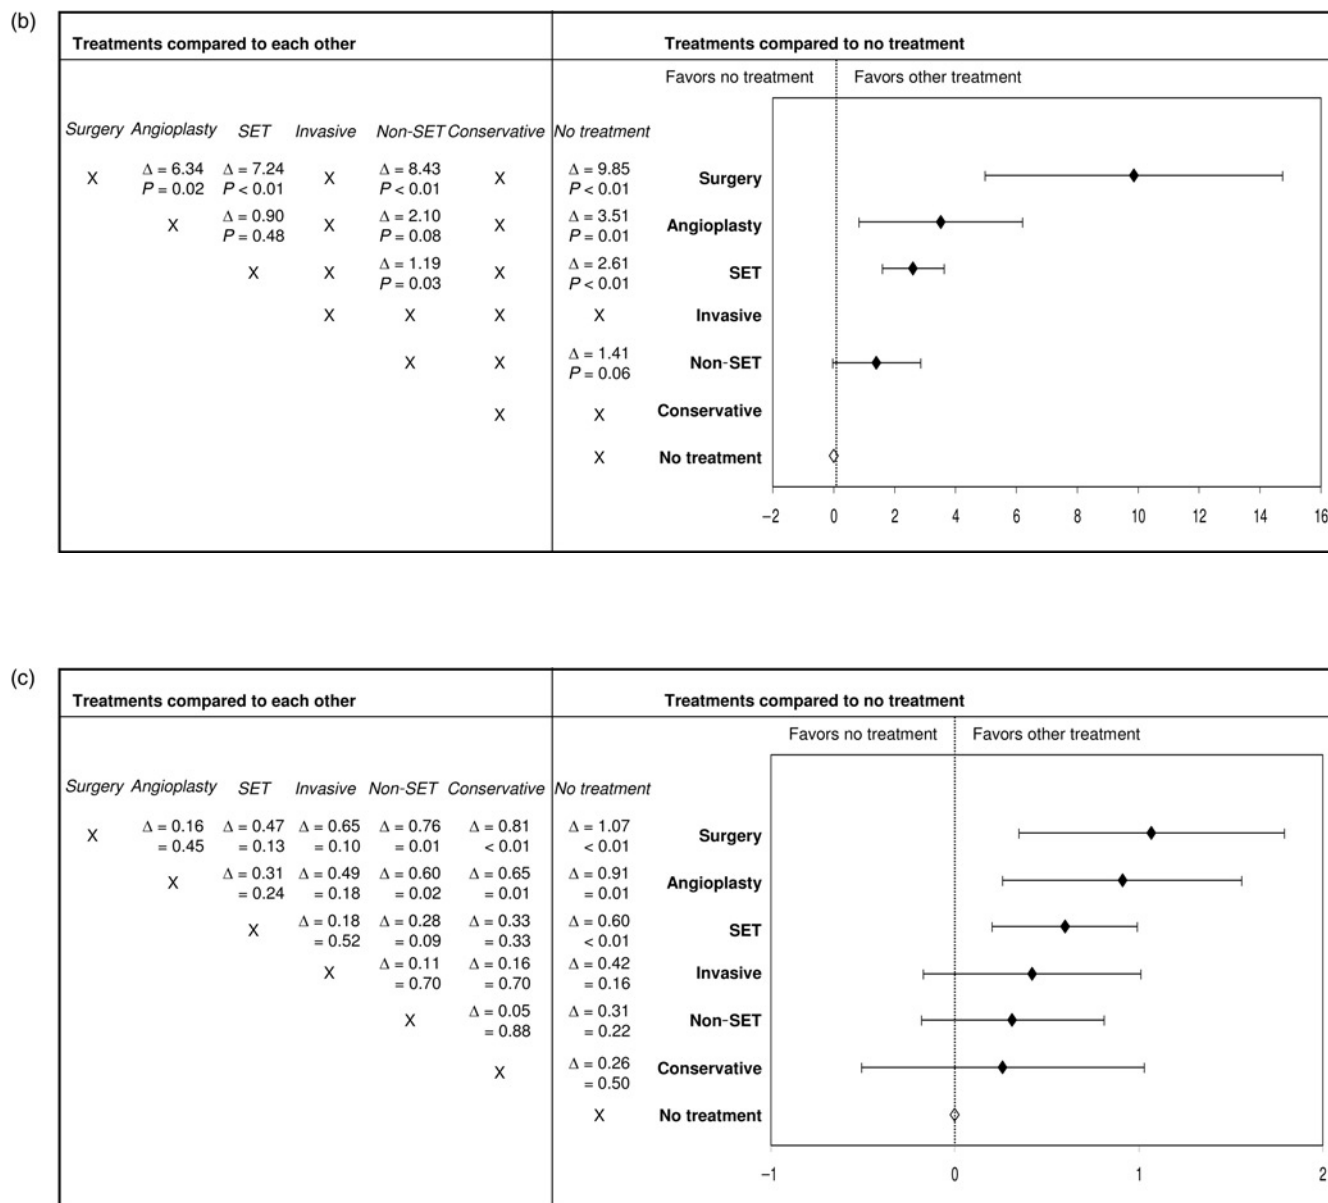 (b)
Treatments compared to each other Treatments compared to no treatment
Favors no treatment Favors other treatment
Surgery Angioplasty SET Invasive Non-SET Conservative No treatment
X Δ = 6.34 Δ = 7.24 X Δ = 8.43 X Δ = 9.85 Surgery
P = 0.02 P < 0.01 P < 0.01 P < 0.01
X Δ = 0.90 X Δ = 2.10 X Δ = 3.51 Angioplasty
P = 0.48 P = 0.08 P = 0.01
X X Δ = 1.19 X Δ = 2.61 SET
P = 0.03 P < 0.01
X X X X Invasive
X X Δ = 1.41 Non-SET
P = 0.06
X X Conservative
X No treatment
–2 0 2 4 6 8 10 12 14 16
(c)
Treatments compared to each other Treatments compared to no treatment
Favors no treatment Favors other treatment
Surgery Angioplasty SET Invasive Non-SET Conservative No treatment
X Δ = 0.16 Δ = 0.47 Δ = 0.65 Δ = 0.76 Δ = 0.81 Δ = 1.07 Surgery
= 0.45 = 0.13 = 0.10 = 0.01 < 0.01 < 0.01
X Δ = 0.31 Δ = 0.49 Δ = 0.60 Δ = 0.65 Δ = 0.91 Angioplasty
= 0.24 = 0.18 = 0.02 = 0.01 = 0.01
X Δ = 0.18 Δ = 0.28 Δ = 0.33 Δ = 0.60 SET
= 0.52 = 0.09 = 0.33 < 0.01
X Δ = 0.11 Δ = 0.16 Δ = 0.42 Invasive
= 0.70 = 0.70 = 0.16
X Δ = 0.05 Δ = 0.31 Non-SET
= 0.88 = 0.22
X Δ = 0.26 Conservative
= 0.50
X No treatment
–1 0 1 2